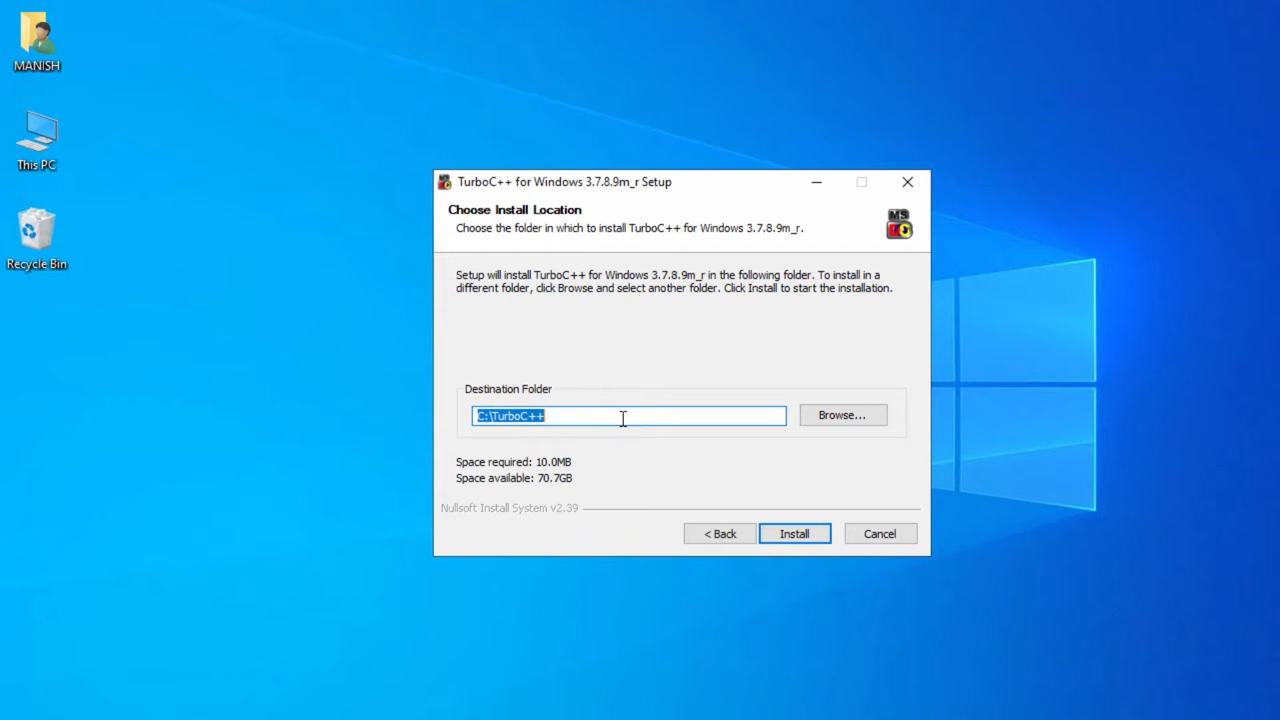 MANISH
This PC
Recycle Bin
TurboC++ for Windows 3.7.8.9m_r Setup
Choose Install Location
Choose the folder in which to install TurboC++ for Windows 3.7.8.9m_r.
MS
Setup will install TurboC++ for Windows 3.7.8.9m_r in the following folder. To install in a
different folder, click Browse and select another folder. Click Install to start the installation.
Destination Folder
C:\TurboC++
Browse...
Space required: 10.0MB
Space available: 70.7GB
Nullsoft Install System v2.39
< Back
Install
Cancel